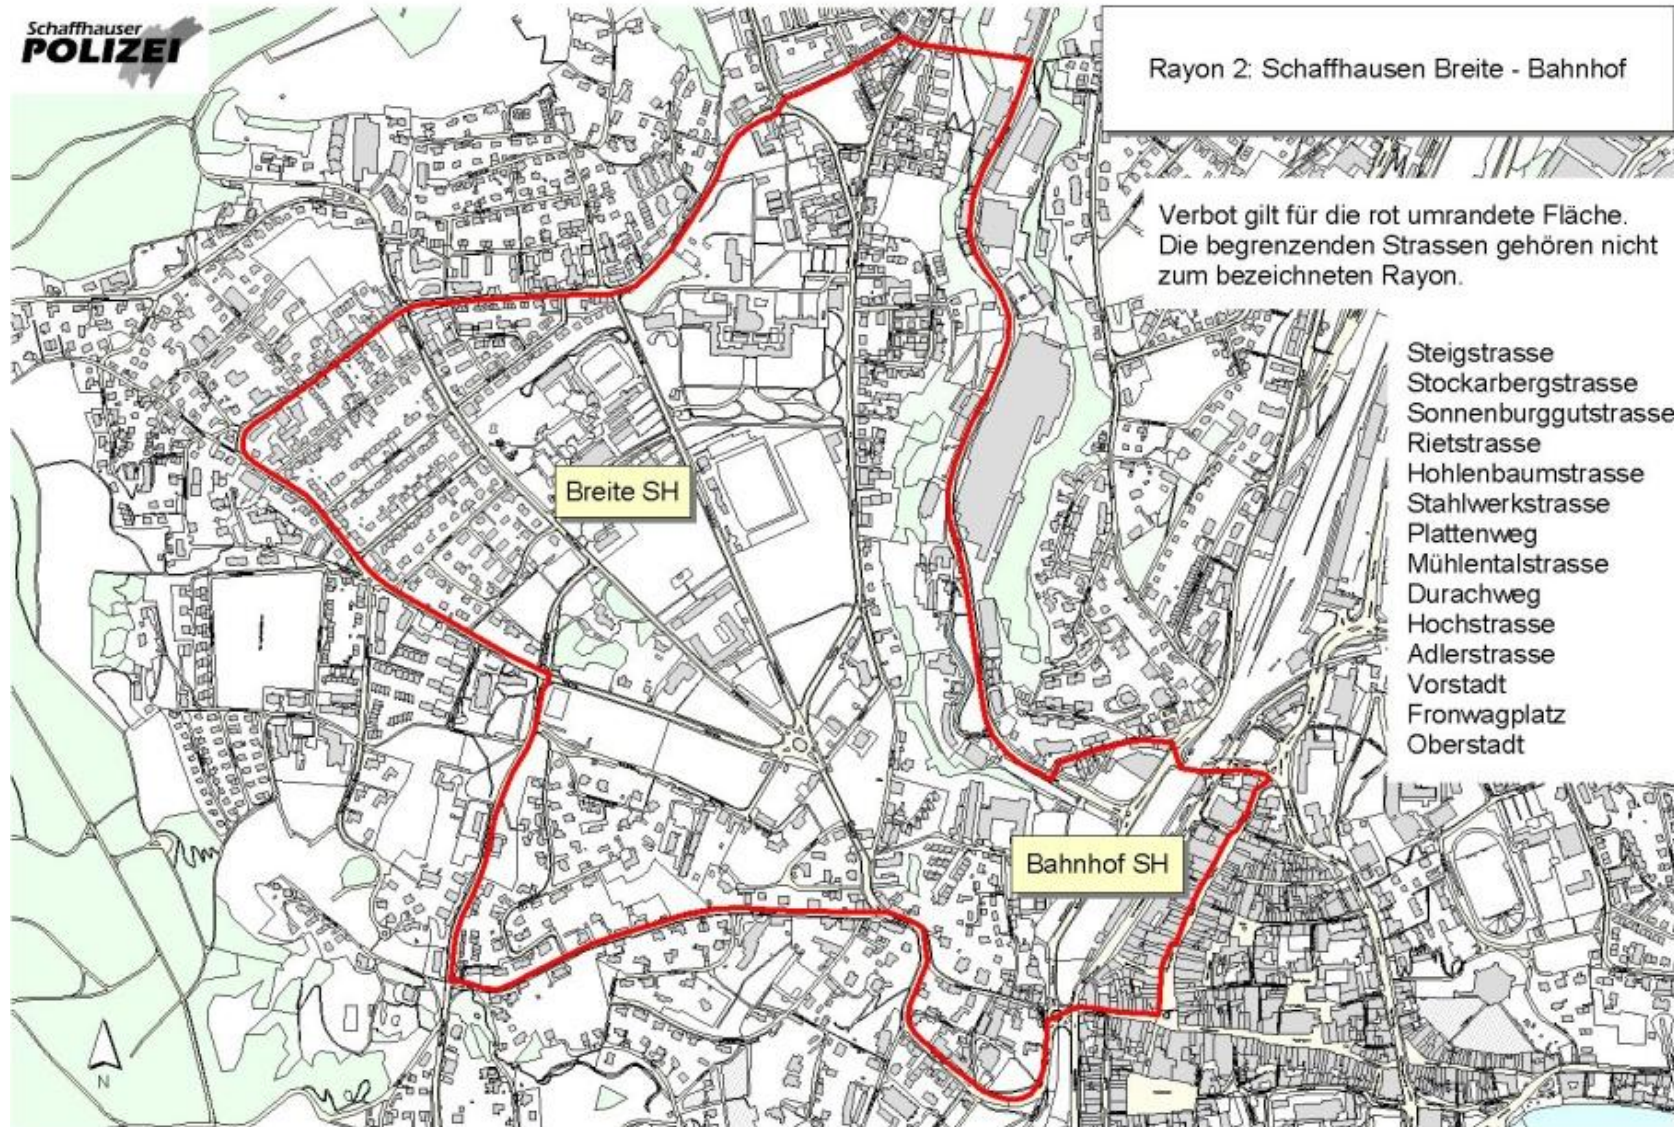 Schaffhauser
POLIZEI
Rayon 2: Schaffhausen Breite - Bahnhof
Verbot gilt für die rot umrandete Fläche.
Die begrenzenden Strassen gehören nicht
zum bezeichneten Rayon.
Steigstrasse
Stockarbergstrasse
Sonnenburggutstrasse
Rietstrasse
Hohlenbaumstrasse
Stahlwerkstrasse
Plattenweg
Mühlentalstrasse
Durachweg
Hochstrasse
Adlerstrasse
Vorstadt
Fronwagplatz
Oberstadt
Breite SH
Bahnhof SH
N